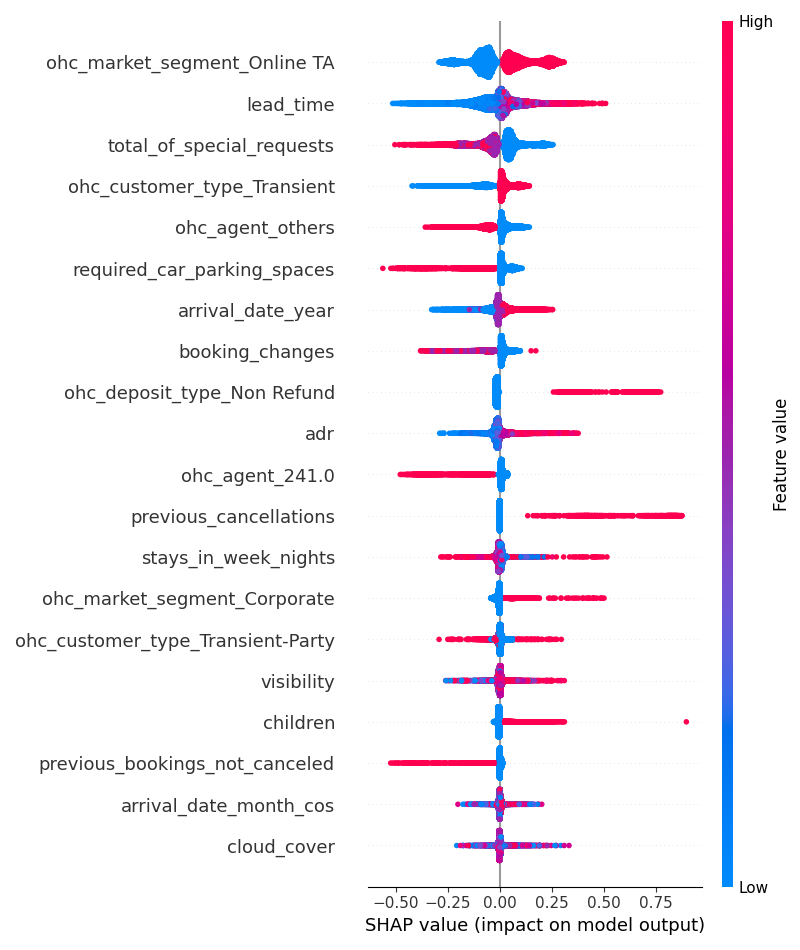 High
ohc_market_segment_Online TA
lead_time
total_of_special_requests
ohc_customer_type_Transient
ohc_agent_others
required_car_parking_spaces
arrival_date_year
booking_changes
ohc_deposit_type_Non Refund
adr
ohc_agent_241.0
previous_cancellations
stays_in_week_nights
ohc_market_segment_Corporate
ohc_customer_type_Transient-Party
visibility
children
previous_bookings_not_canceled
arrival_date_month_cos
cloud_cover
Feature value
Low
−0.50 −0.25 0.00 0.25 0.50 0.75
SHAP value (impact on model output)